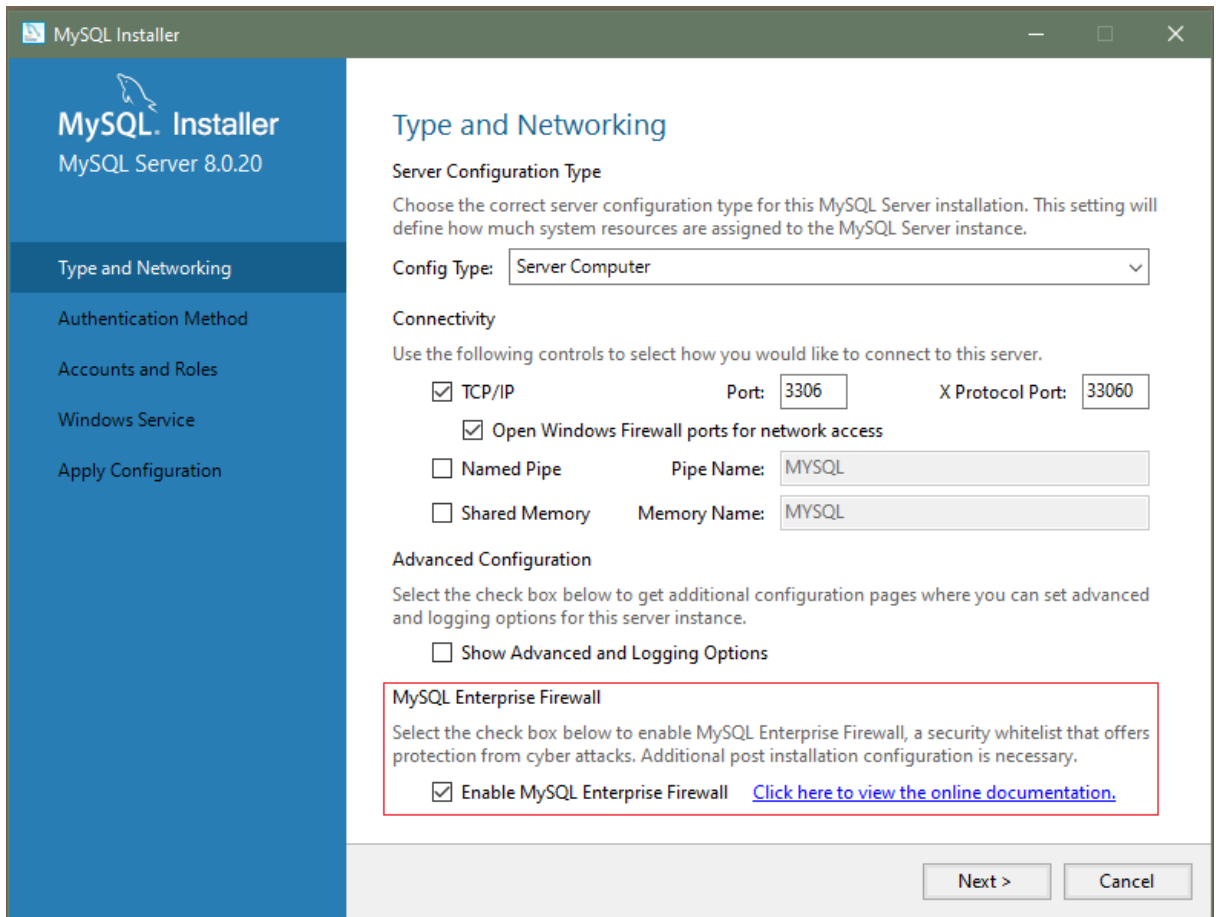 MySQL Installer
MySQL. Installer
MySQL Server 8.0.20
Type and Networking
Authentication Method
Accounts and Roles
Windows Service
Apply Configuration
Type and Networking
Server Configuration Type
Choose the correct server configuration type for this MySQL Server installation. This setting will
define how much system resources are assigned to the MySQL Server instance.
Config Type: Server Computer
Connectivity
Use the following controls to select how you would like to connect to this server.
TCP/IP Port: 3306 X Protocol Port: 33060
Open Windows Firewall ports for network access
Named Pipe Pipe Name: MYSQL
Shared Memory Memory Name: MYSQL
Advanced Configuration
Select the check box below to get additional configuration pages where you can set advanced
and logging options for this server instance.
Show Advanced and Logging Options
MySQL Enterprise Firewall
Select the check box below to enable MySQL Enterprise Firewall, a security whitelist that offers
protection from cyber attacks. Additional post installation configuration is necessary.
Enable MySQL Enterprise Firewall Click here to view the online documentation.
Next > Cancel